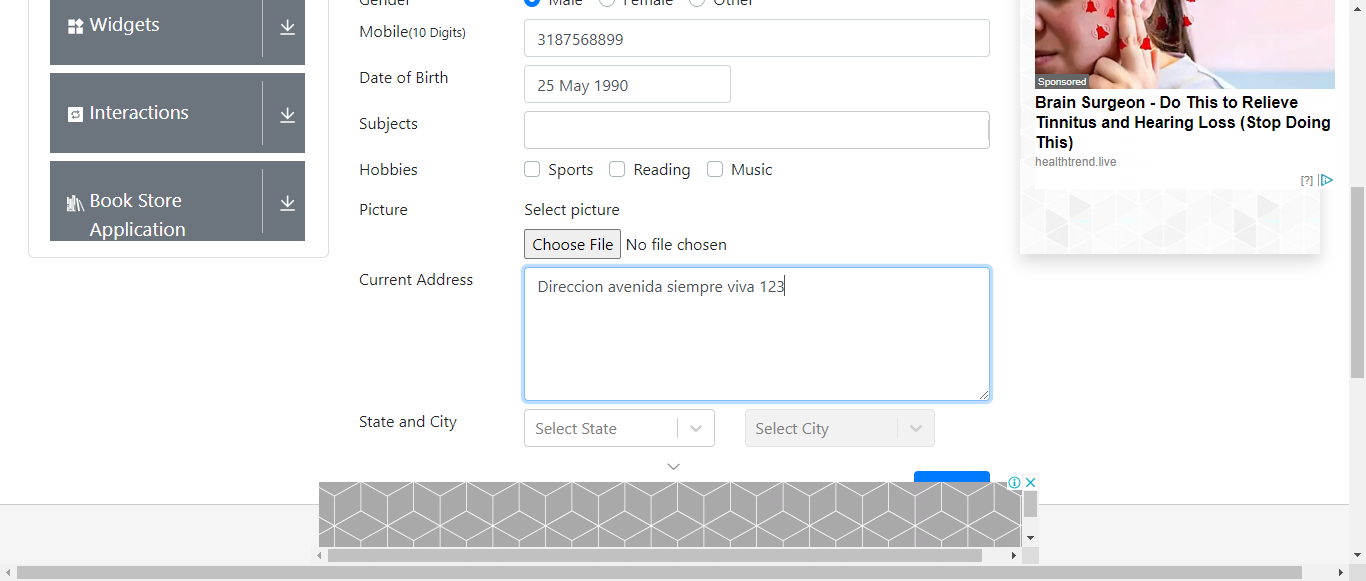 Widgets
Interactions
Book Store
Application
Gender
Male Female Other
Mobile(10 Digits)
3187568899
Date of Birth
25 May 1990
Subjects
Hobbies
Sports Reading Music
Picture
Select picture
Choose File No file chosen
Current Address
Direccion avenida siempre viva 123
State and City
Select State
Select City
Sponsored
Brain Surgeon - Do This to Relieve
Tinnitus and Hearing Loss (Stop Doing
This)
healthtrend.live
[?]